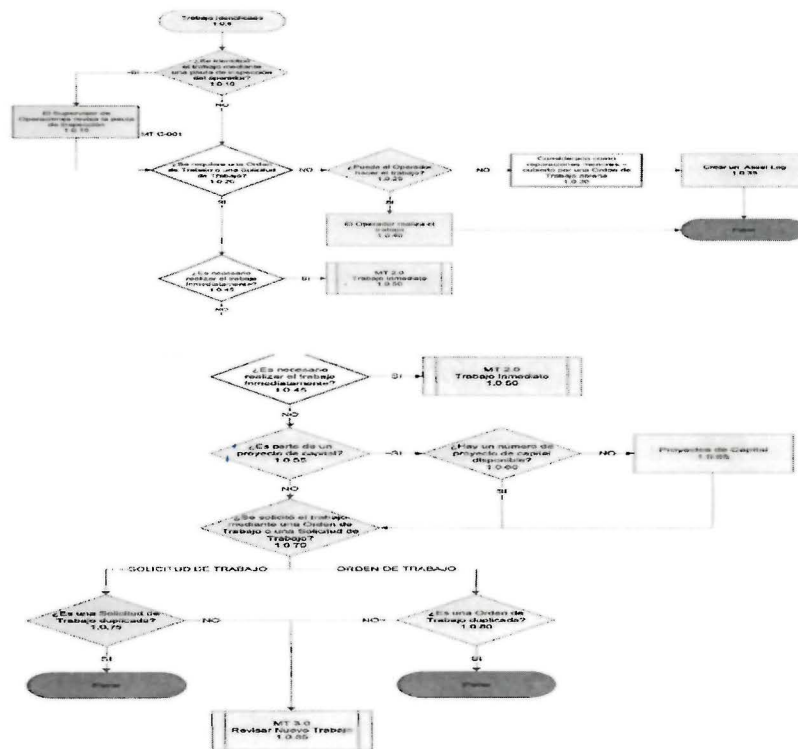 Trabajo Identificado
1.0.5
¿Se identificó
el trabajo mediante
una pauta de inspección
del operador?
1.0.10
SI
NO
El Supervisor de
Operaciones revisa la pauta
de Inspección
1.0.15
MT G-001
¿Se requiere una Orden
de Trabajo o una Solicitud
de Trabajo?
1.0.20
NO
¿Puede el Operador
hacer el trabajo?
1.0.25
NO
Considerado como
reparaciones menores –
cubierto por una Orden de
Trabajo abierta
1.0.30
Crear un Asset Log
1.0.35
SI
SI
El Operador realiza el
trabajo
1.0.40
Parar
¿Es necesario
realizar el trabajo
Inmediatamente?
1.0.45
SI
MT 2.0
Trabajo Inmediato
1.0.50
NO
¿Es necesario
realizar el trabajo
Inmediatamente?
1.0.45
SI
MT 2.0
Trabajo Inmediato
1.0.50
NO
¿Es parte de un
proyecto de capital?
1.0.55
SI
¿Hay un número de
proyecto de capital
disponible?
1.0.60
NO
Proyectos de Capital
1.0.65
NO
SI
¿Se solicitó el trabajo
mediante una Orden de
Trabajo o una Solicitud de
Trabajo?
1.0.70
SOLICITUD DE TRABAJO
ORDEN DE TRABAJO
¿Es una Solicitud de
Trabajo duplicada?
1.0.75
NO
NO
¿Es una Orden de
Trabajo duplicada?
1.0.80
SI
SI
Parar
Parar
MT 3.0
Revisar Nuevo Trabajo
1.0.85